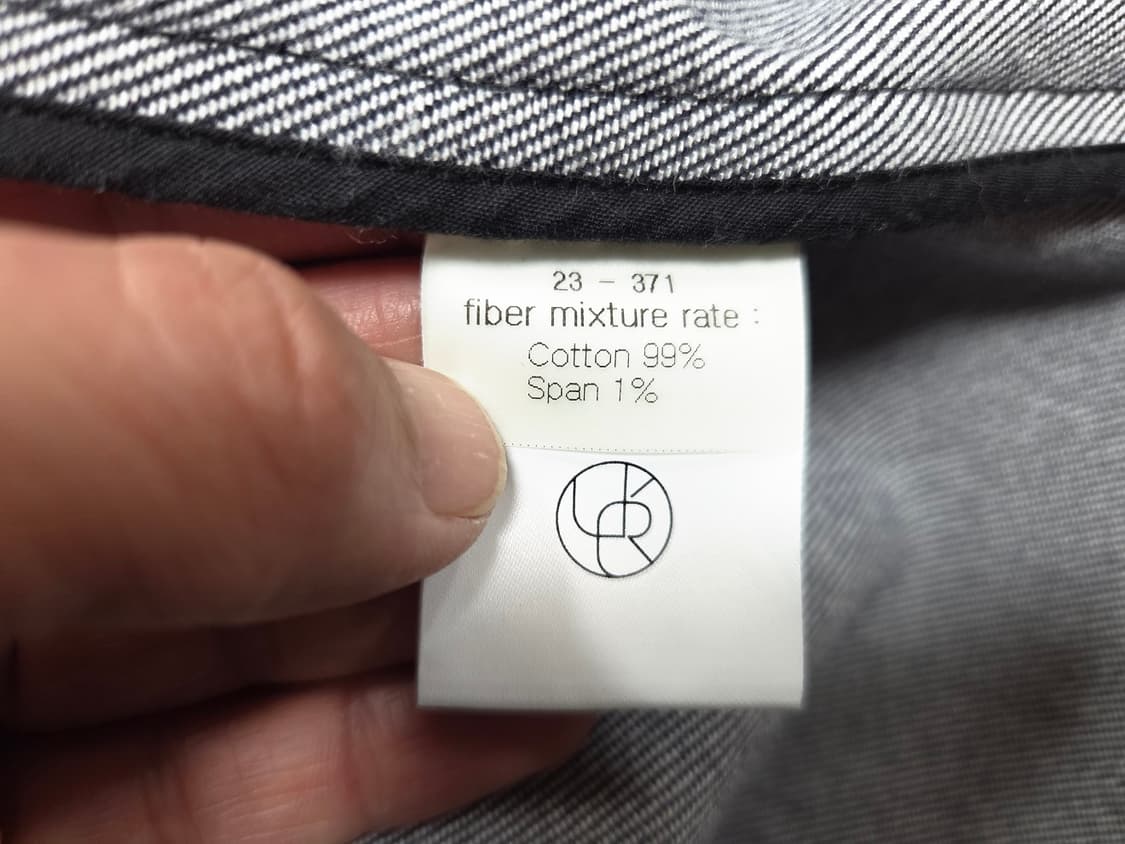 23 - 371
fiber mixture rate :
Cotton 99%
Span 1%